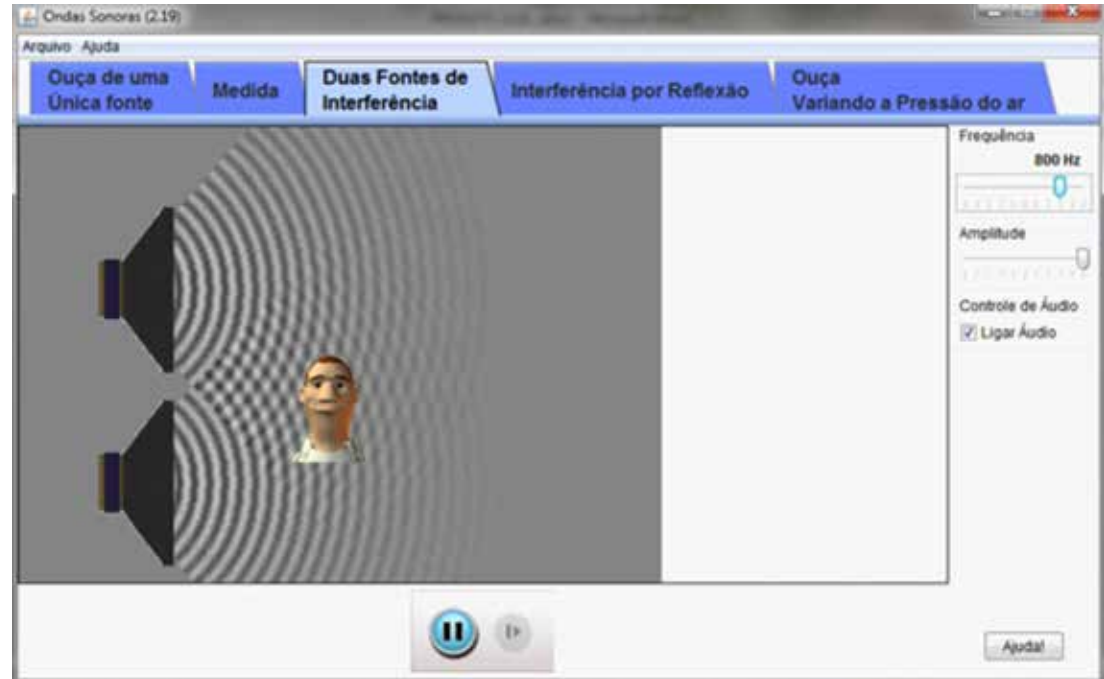 Ondas Sonoras (2.19)
Arquivo Ajuda
Ouça de uma
Única fonte
Medida
Duas Fontes de
Interferência
Interferência por Reflexão
Ouça
Variando a Pressão do ar
Frequência
800 Hz
Amplitude
Controle de Áudio
Ligar Áudio
Ajuda!